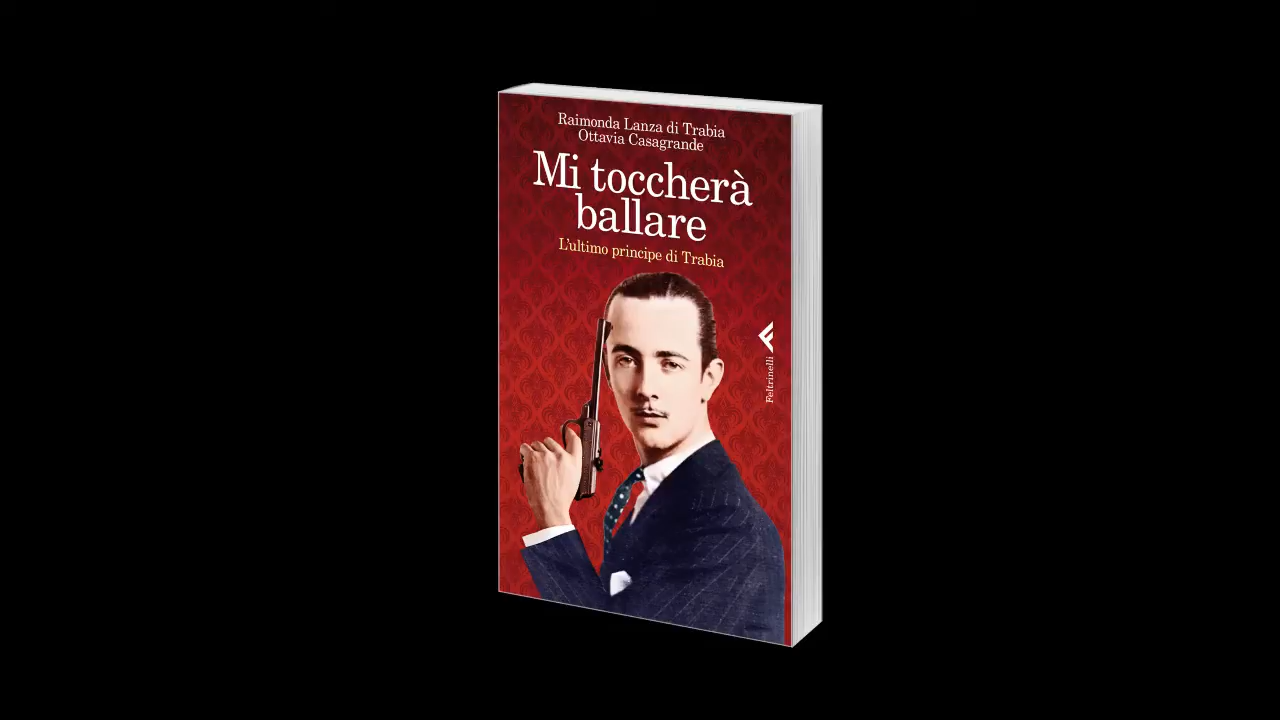 Raimonda Lanza di Trabia
Ottavia Casagrande
Mi toccherà
ballare
L'ultimo principe di Trabia
Feltrinelli